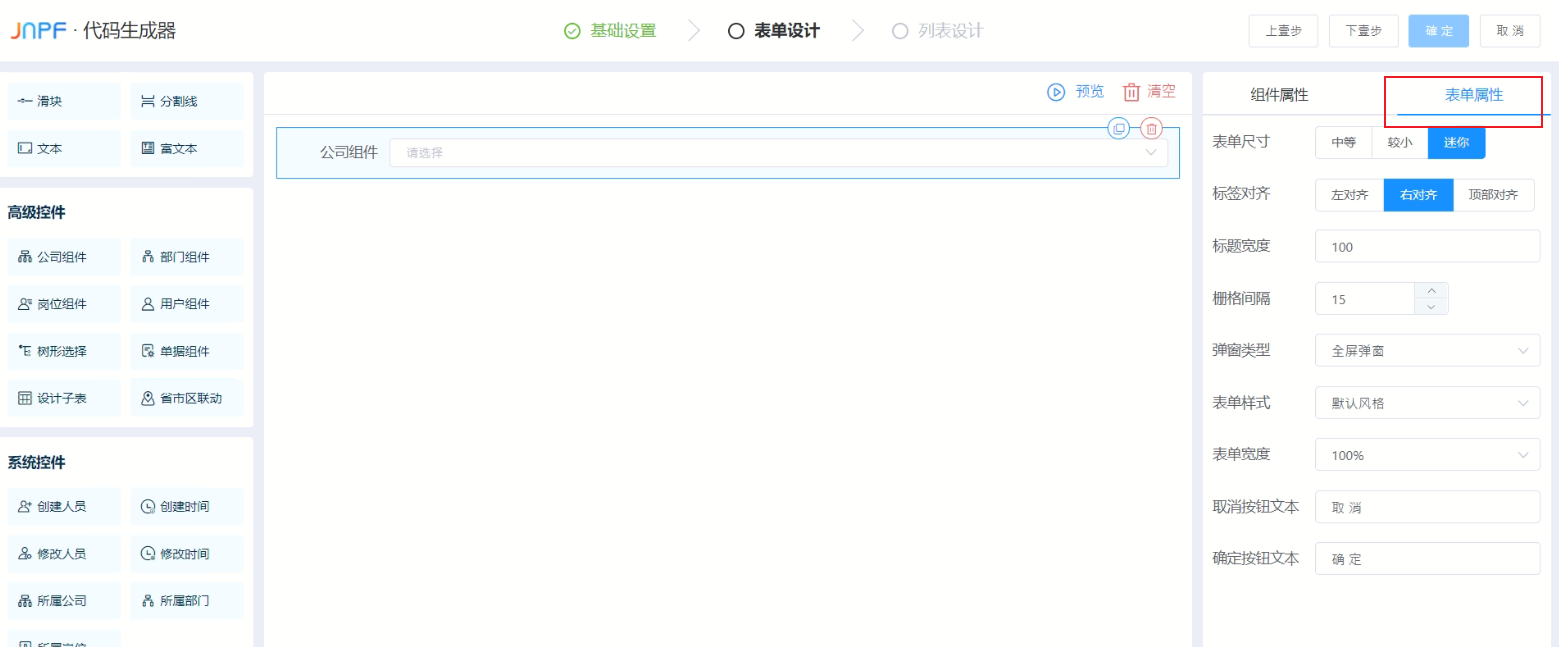 JNPF · 代码生成器
基础设置
表单设计
列表设计
上壹步
下壹步
確 定
取 消
滑块
分割线
文本
富文本
高级控件
公司组件
部门组件
岗位组件
用户组件
树形选择
单据组件
设计子表
省市区联动
系统控件
创建人员
创建时间
修改人员
修改时间
所属公司
所属部门
预览
清空
公司组件
请选择
组件属性
表单属性
表单尺寸
中等
较小
迷你
标签对齐
左对齐
右对齐
顶部对齐
标题宽度
100
栅格间隔
15
弹窗类型
全屏弹窗
表单样式
默认风格
表单宽度
100%
取消按钮文本
取 消
确定按钮文本
确 定